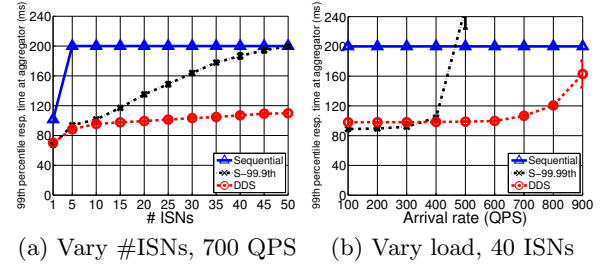 99th percentile resp. time at aggregator (ms)
240
200
160
120
80
40
0
1 5 10 15 20 25 30 35 40 45 50
# ISNs
Sequential
S-99.9th
DDS
(a) Vary #ISNs, 700 QPS
99th percentile resp. time at aggregator (ms)
240
200
160
120
80
40
0
100 200 300 400 500 600 700 800 900
Arrival rate (QPS)
Sequential
S-99.99th
DDS
(b) Vary load, 40 ISNs